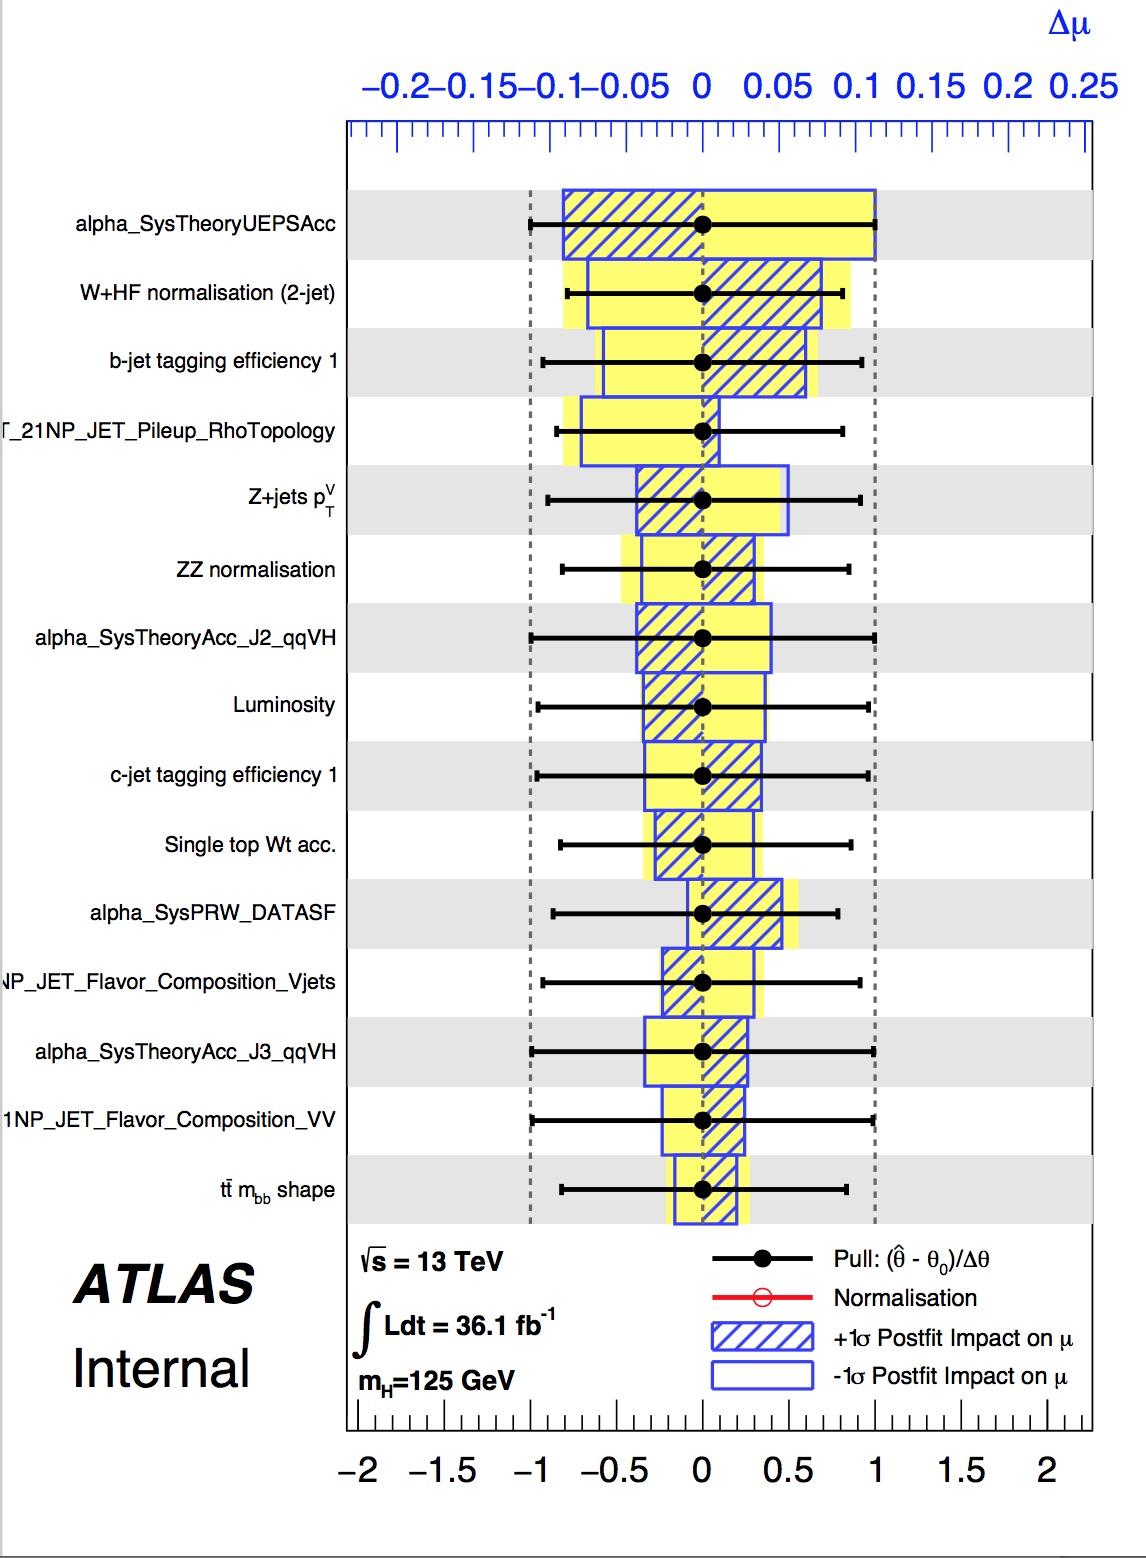 Δμ
−0.2 −0.15 −0.1 −0.05 0 0.05 0.1 0.15 0.2 0.25
alpha_SysTheoryUEPSAcc
W+HF normalisation (2-jet)
b-jet tagging efficiency 1
T_21NP_JET_Pileup_RhoTopology
Z+jets p_T^V
ZZ normalisation
alpha_SysTheoryAcc_J2_qqVH
Luminosity
c-jet tagging efficiency 1
Single top Wt acc.
alpha_SysPRW_DATASF
NP_JET_Flavor_Composition_Vjets
alpha_SysTheoryAcc_J3_qqVH
1NP_JET_Flavor_Composition_VV
tt̄ m_bb shape
ATLAS
Internal
√s = 13 TeV
∫ Ldt = 36.1 fb⁻¹
m_H=125 GeV
Pull: (θ̂ - θ₀)/Δθ
Normalisation
+1σ Postfit Impact on μ
-1σ Postfit Impact on μ
−2 −1.5 −1 −0.5 0 0.5 1 1.5 2